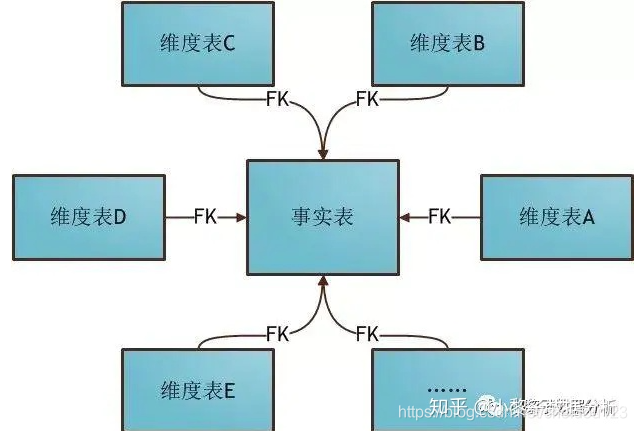 维度表C
维度表B
FK
FK
维度表D
FK
事实表
FK
维度表A
FK
FK
维度表E
……
知乎
数据分析
https://blog.csdn.net/